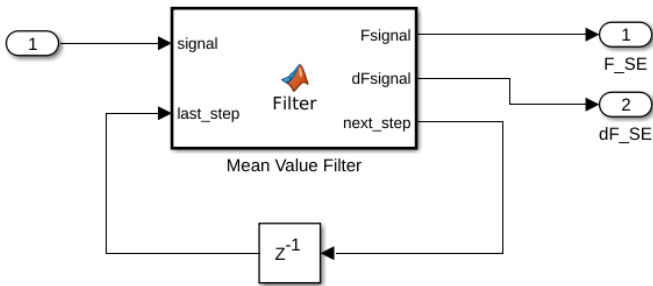 1
signal
last_step
Filter
Fsignal
dFsignal
next_step
Mean Value Filter
1
F_SE
2
dF_SE
Z-1